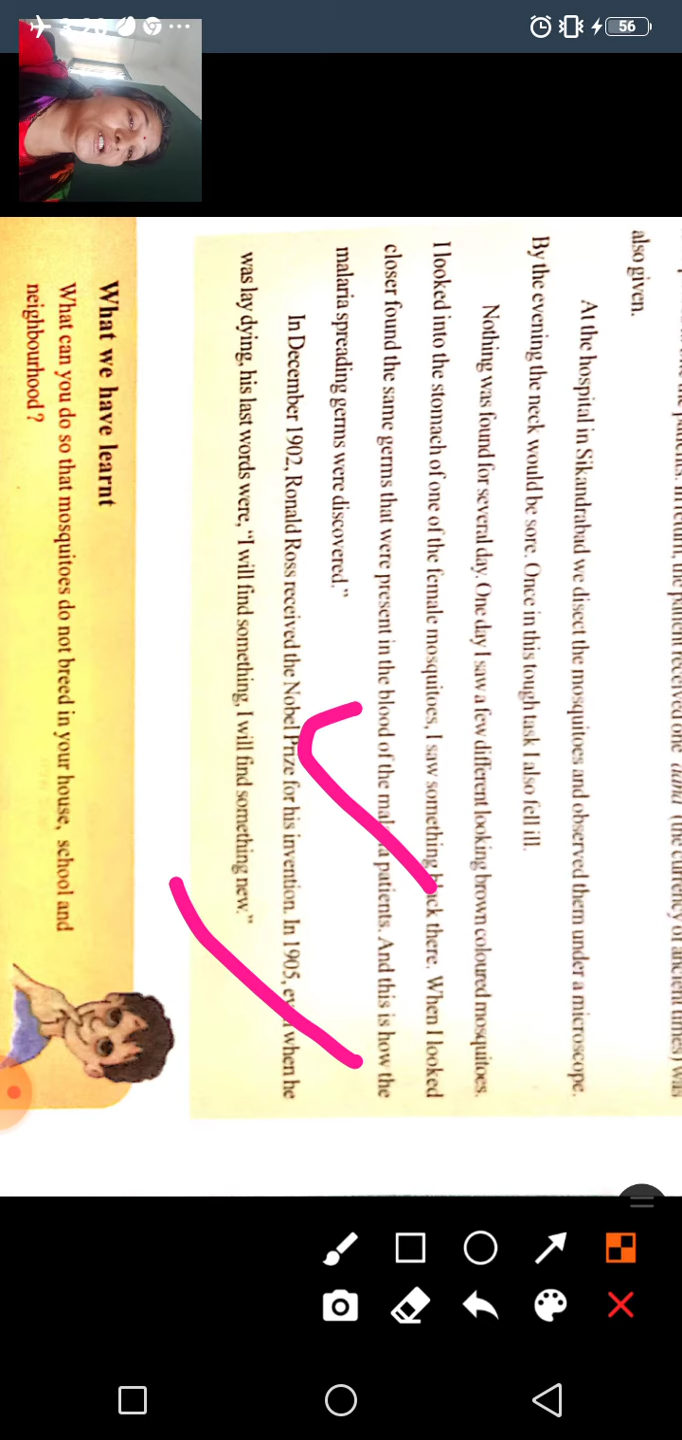 56
also given.
At the hospital in Sikandrabad we disect the mosquitoes and observed them under a microscope.
By the evening the neck would be sore. Once in this tough task I also fell ill.
Nothing was found for several day. One day I saw a few different looking brown coloured mosquitoes.
I looked into the stomach of one of the female mosquitoes, I saw something black there. When I looked
closer found the same germs that were present in the blood of the malaria patients. And this is how the
malaria spreading germs were discovered."
In December 1902, Ronald Ross received the Nobel Prize for his invention. In 1905, even when he
was lay dying, his last words were, "I will find something, I will find something new."
What we have learnt
What can you do so that mosquitoes do not breed in your house, school and
neighbourhood ?